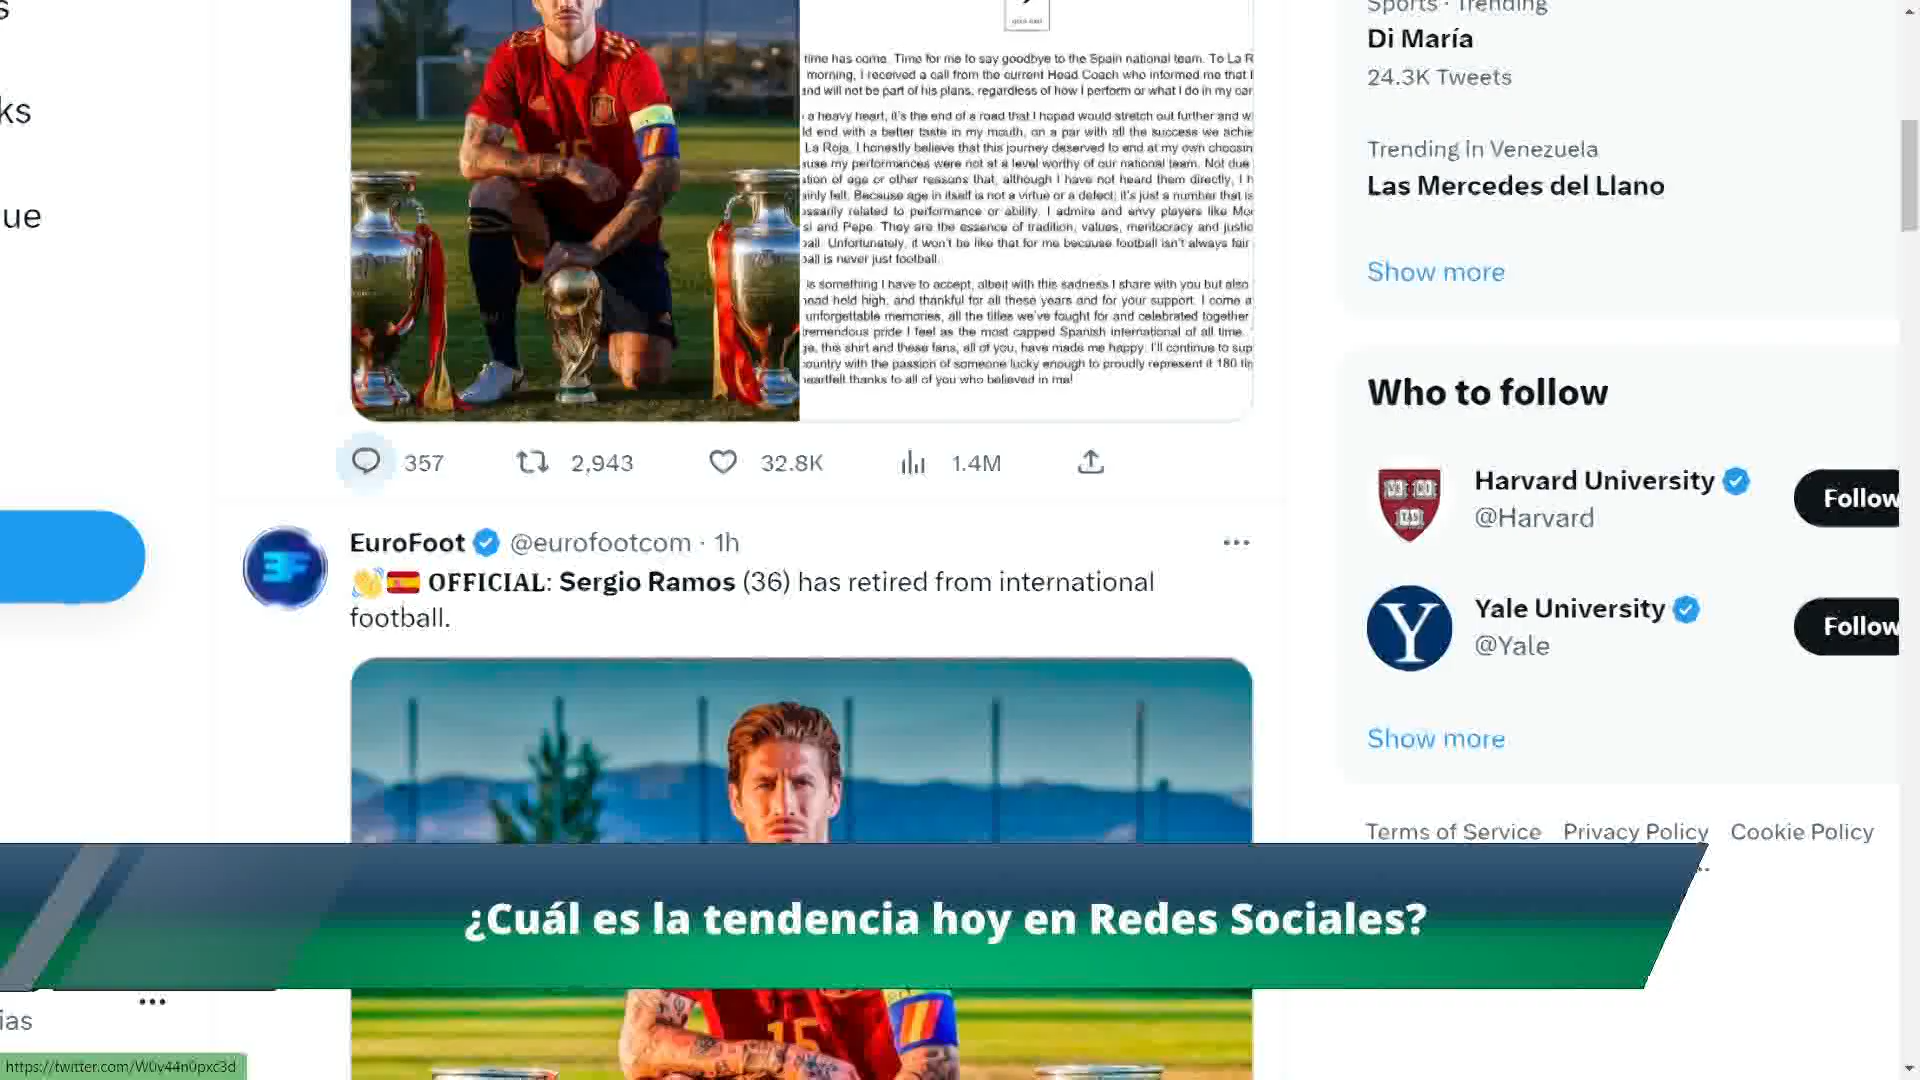 time has come. Time for me to say goodbye to the Spain national team. To La R
morning, I received a call from the current Head Coach who informed me that I
and will not be part of his plans, regardless of how I perform or what I do in my car
a heavy heart, it's the end of a road that I hoped would stretch out further and w
ld end with a better taste in my mouth, on a par with all the success we achie
La Roja. I honestly believe that this journey deserved to end at my own choosin
use my performances were not at a level worthy of our national team. Not due
ation of age or other reasons that, although I have not heard them directly, I h
ainly felt. Because age in itself is not a virtue or a defect; it's just a number that is
ssarily related to performance or ability. I admire and envy players like Mo
si and Pepe. They are the essence of tradition, values, meritocracy and justic
ball. Unfortunately, it won't be like that for me because football isn't always fair
ball is never just football.
is something I have to accept, albeit with this sadness I share with you but also
head held high, and thankful for all these years and for your support. I come a
unforgettable memories, all the titles we've fought for and celebrated together
tremendous pride I feel as the most capped Spanish international of all time.
ge, this shirt and these fans, all of you, have made me happy. I'll continue to sup
country with the passion of someone lucky enough to proudly represent it 180 tim
heartfelt thanks to all of you who believed in me!
15
357 2,943 32.8K 1.4M
EuroFoot @eurofootcom · 1h
👋🇪🇸 OFFICIAL: Sergio Ramos (36) has retired from international
football.
15
ks
ue
ias
Sports · Trending
Di María
24.3K Tweets
Trending in Venezuela
Las Mercedes del Llano
Show more
Who to follow
Harvard University
@Harvard
Follow
Yale University
@Yale
Follow
Show more
Terms of Service Privacy Policy Cookie Policy
¿Cuál es la tendencia hoy en Redes Sociales?
https://twitter.com/W0v44n0pxc3d